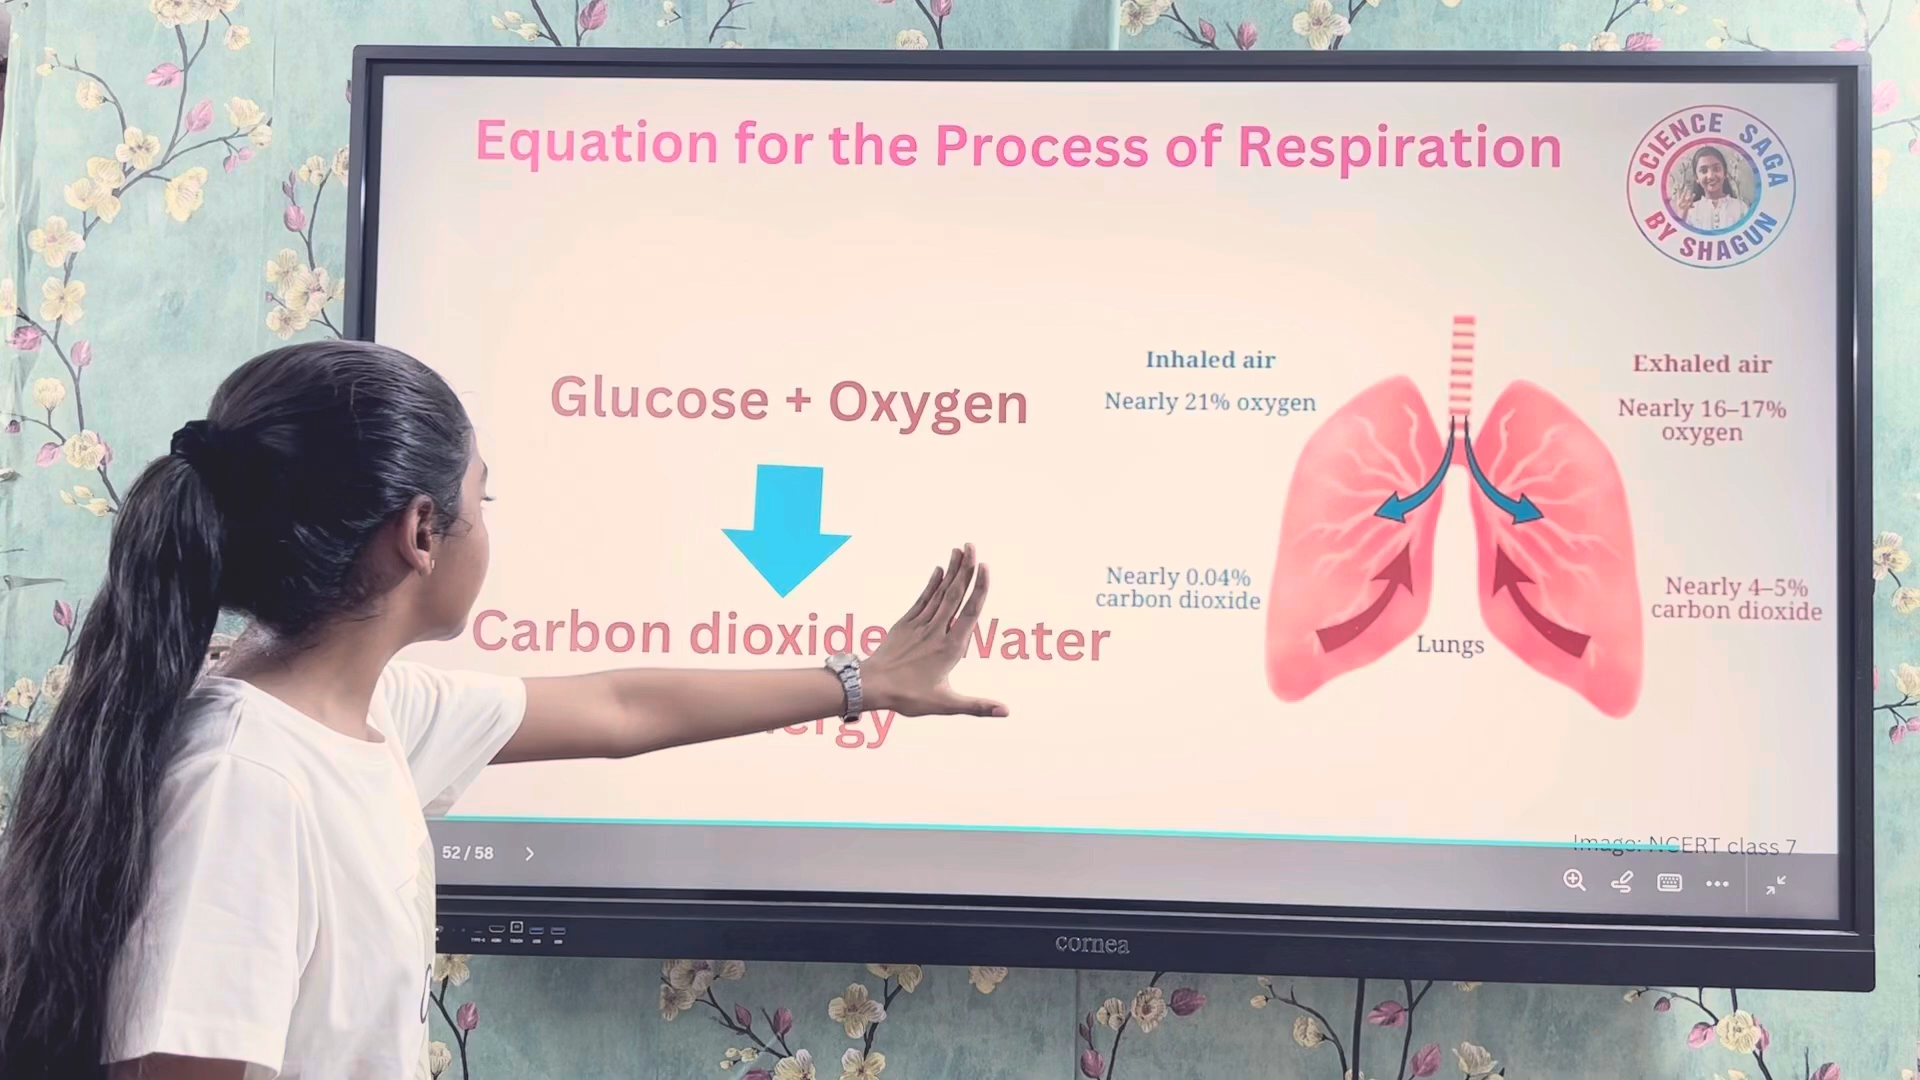 Equation for the Process of Respiration
SCIENCE SAGA
BY SHAGUN
Glucose + Oxygen
Carbon dioxide Water
Inhaled air
Nearly 21% oxygen
Nearly 0.04%
carbon dioxide
Lungs
Exhaled air
Nearly 16–17%
oxygen
Nearly 4–5%
carbon dioxide
Image: NCERT class 7
52 / 58
cornea